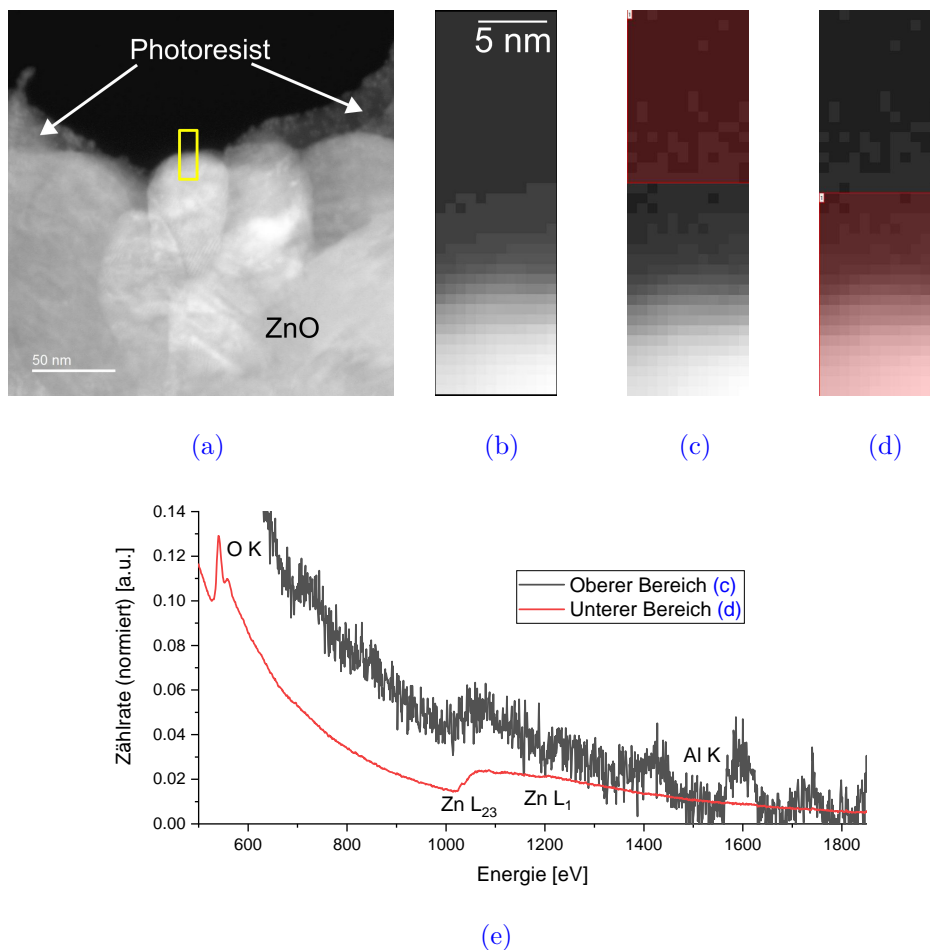 Photoresist
ZnO
50 nm
5 nm
(a)
(b)
(c)
(d)
Zählrate (normiert) [a.u.]
0.14
0.12
0.10
0.08
0.06
0.04
0.02
0.00
O K
Oberer Bereich (c)
Unterer Bereich (d)
Al K
Zn L23
Zn L1
600
800
1000
1200
1400
1600
1800
Energie [eV]
(e)